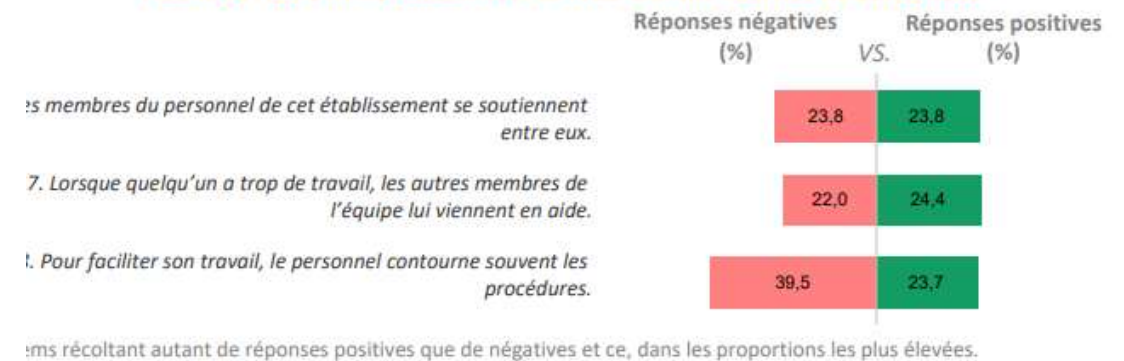 Réponses négatives Réponses positives
(%) VS. (%)
es membres du personnel de cet établissement se soutiennent
entre eux.
23,8 23,8
7. Lorsque quelqu’un a trop de travail, les autres membres de
l’équipe lui viennent en aide.
22,0 24,4
. Pour faciliter son travail, le personnel contourne souvent les
procédures.
39,5 23,7
ems récoltant autant de réponses positives que de négatives et ce, dans les proportions les plus élevées.